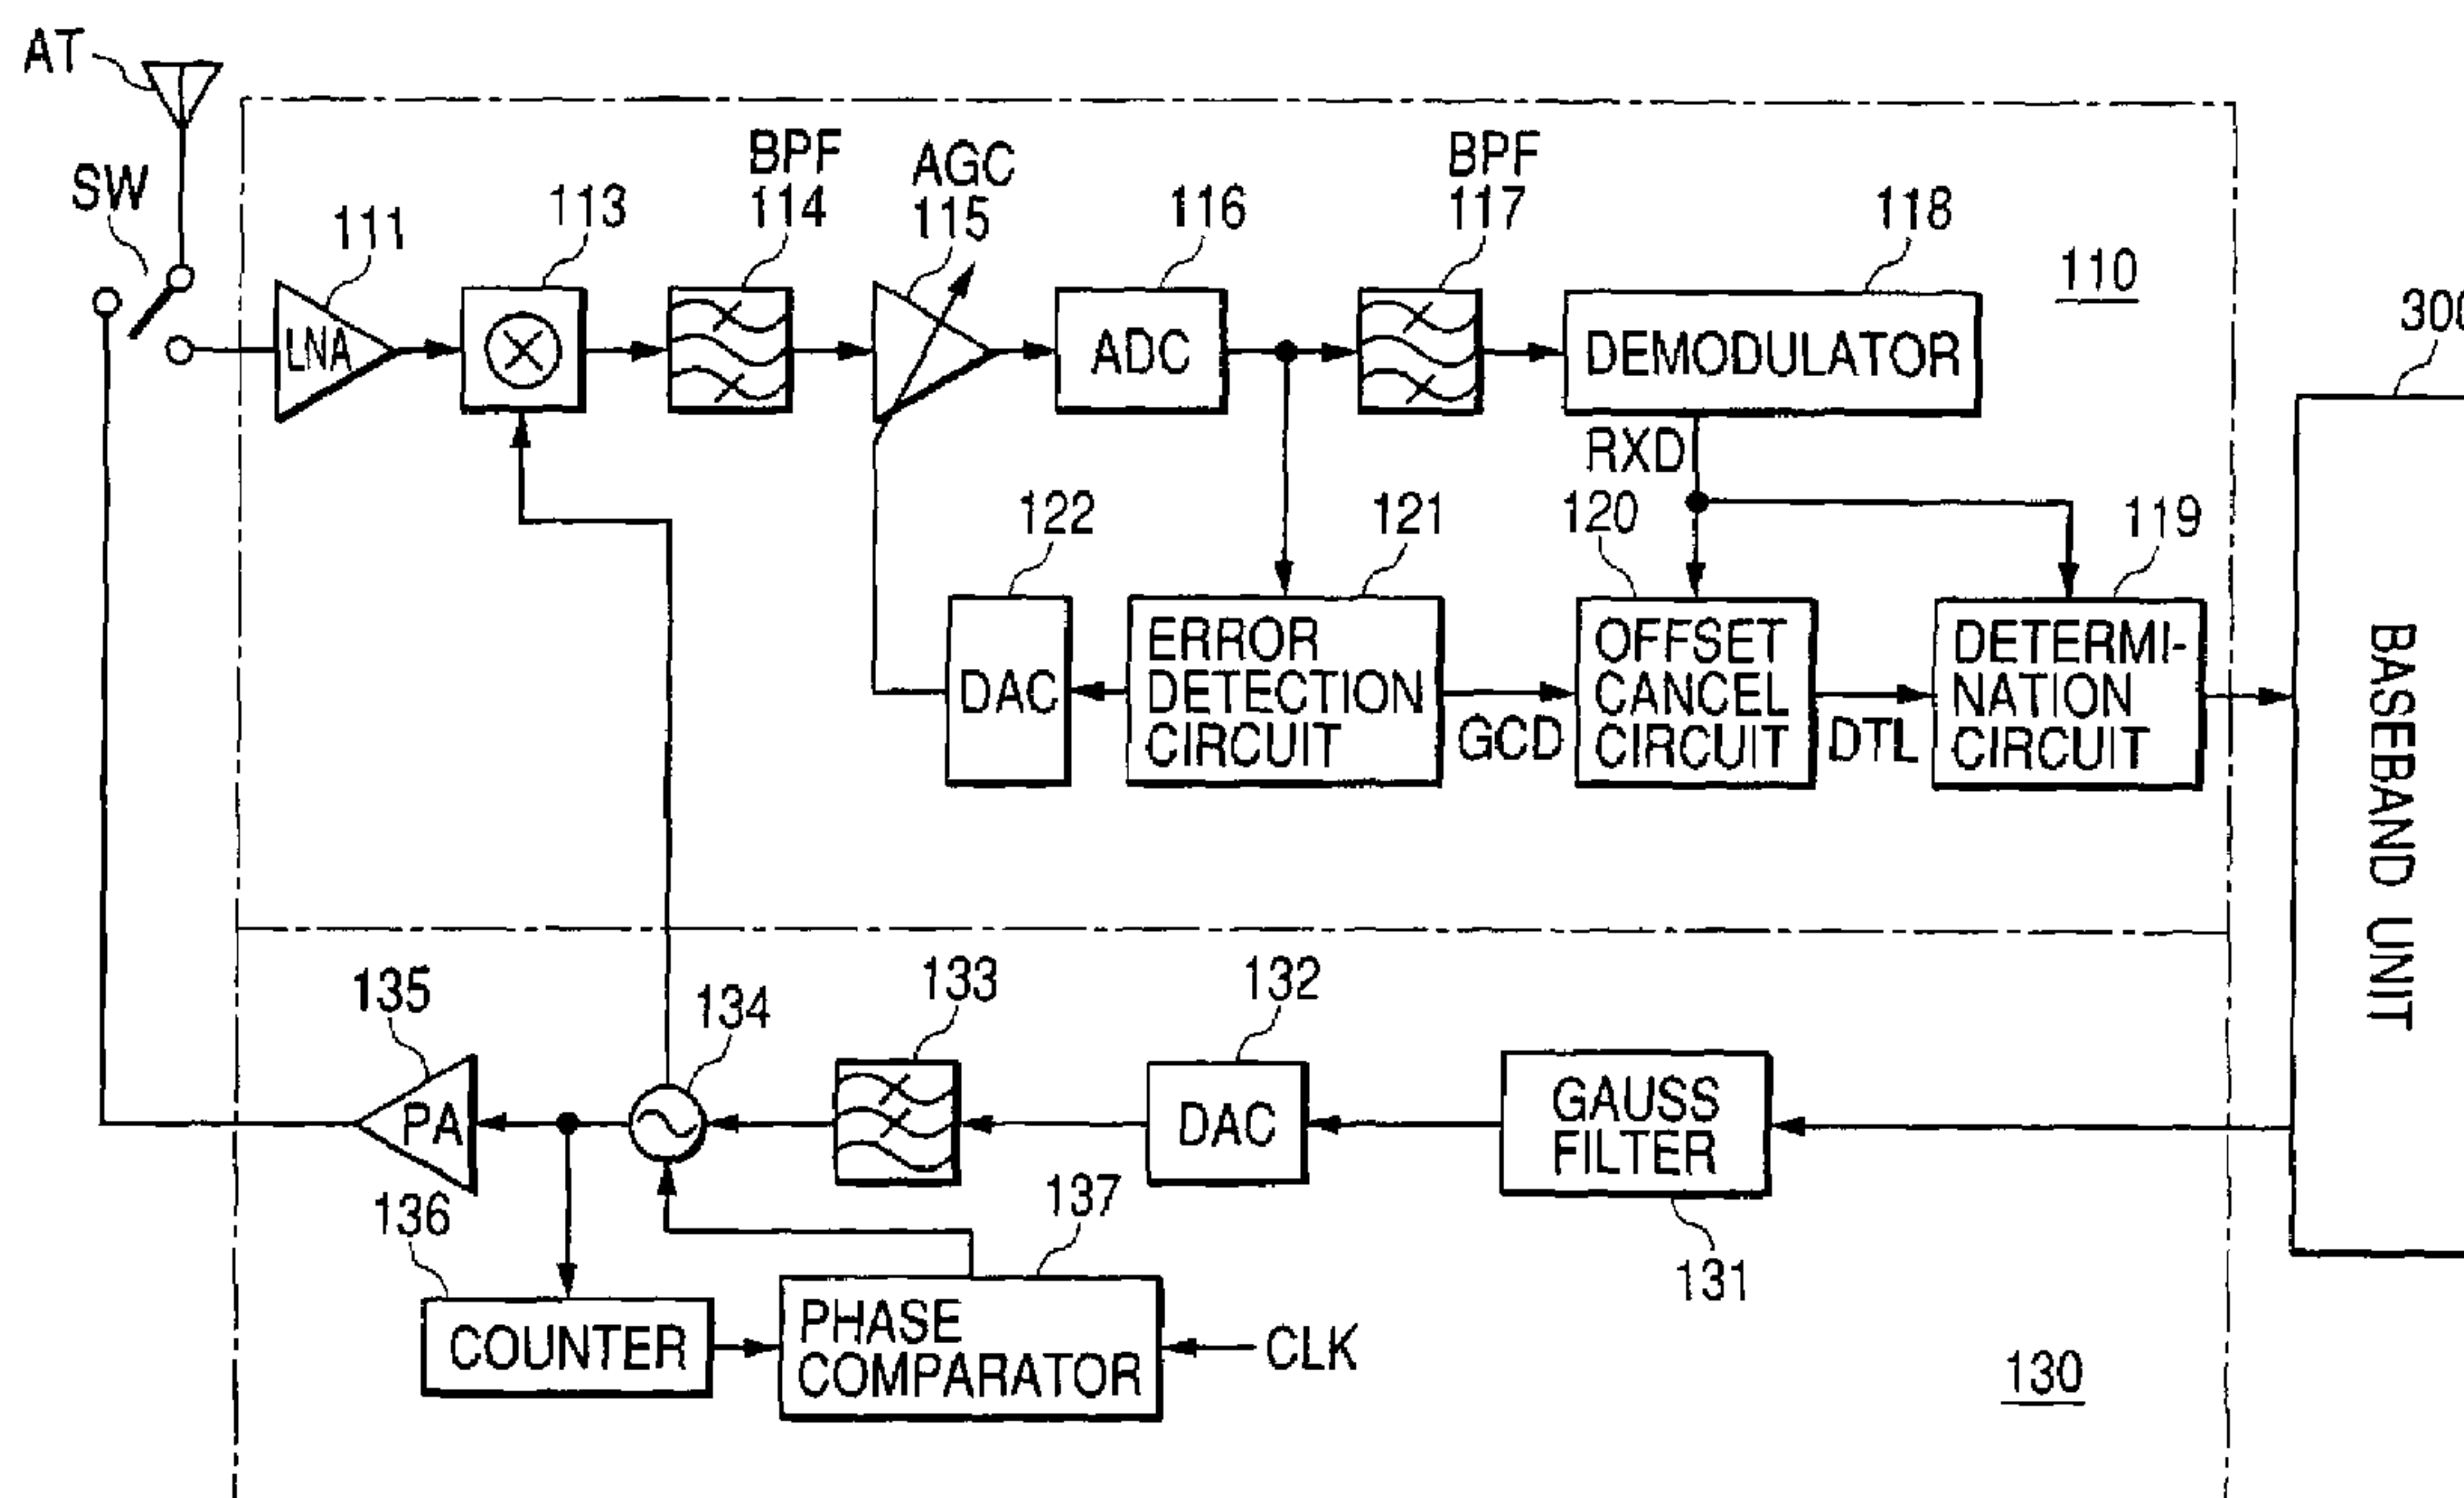 AT
SW
111
LNA
113
BPF
114
AGC
115
116
ADC
BPF
117
118
DEMODULATOR
110
RXD
122
DAC
121
ERROR
DETECTION
CIRCUIT
GCD
120
OFFSET
CANCEL
CIRCUIT
DTL
119
DETERMI-
NATION
CIRCUIT
BASEBAND UNIT
135
PA
134
133
132
DAC
GAUSS
FILTER
131
136
COUNTER
137
PHASE
COMPARATOR
CLK
130